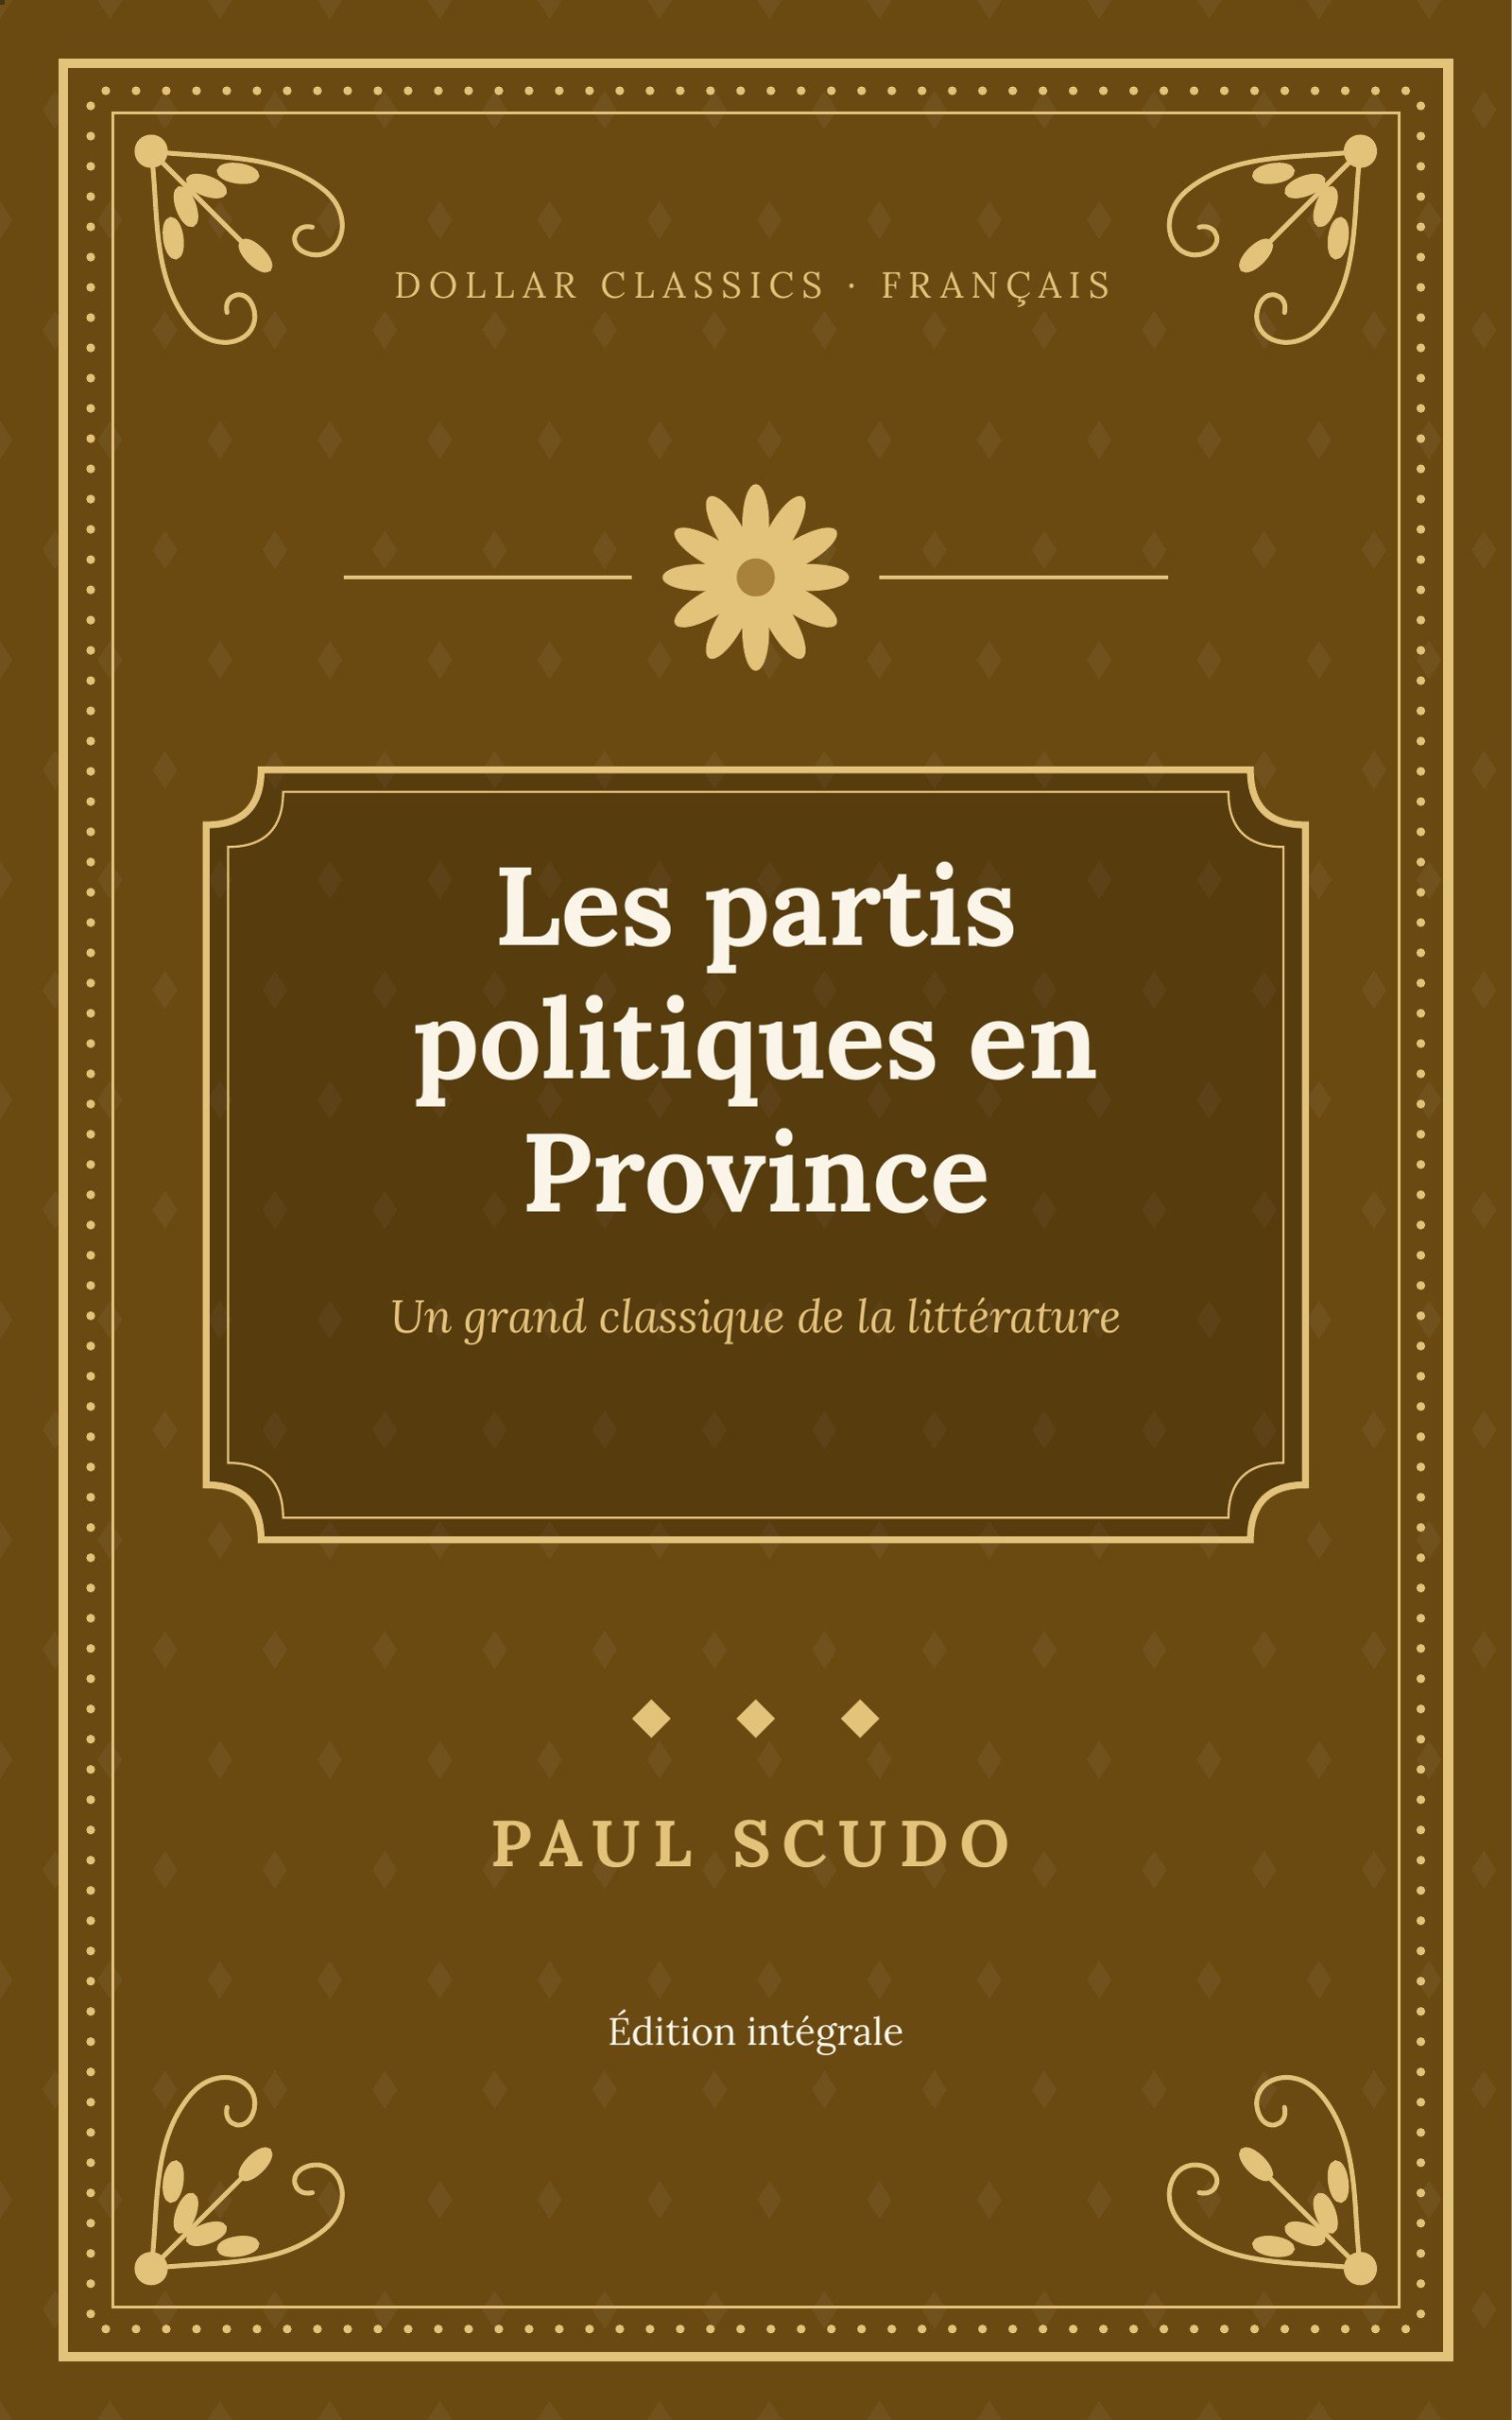 DOLLAR CLASSICS · FRANÇAIS
Les partis
politiques en
Province
Un grand classique de la littérature
PAUL SCUDO
Édition intégrale